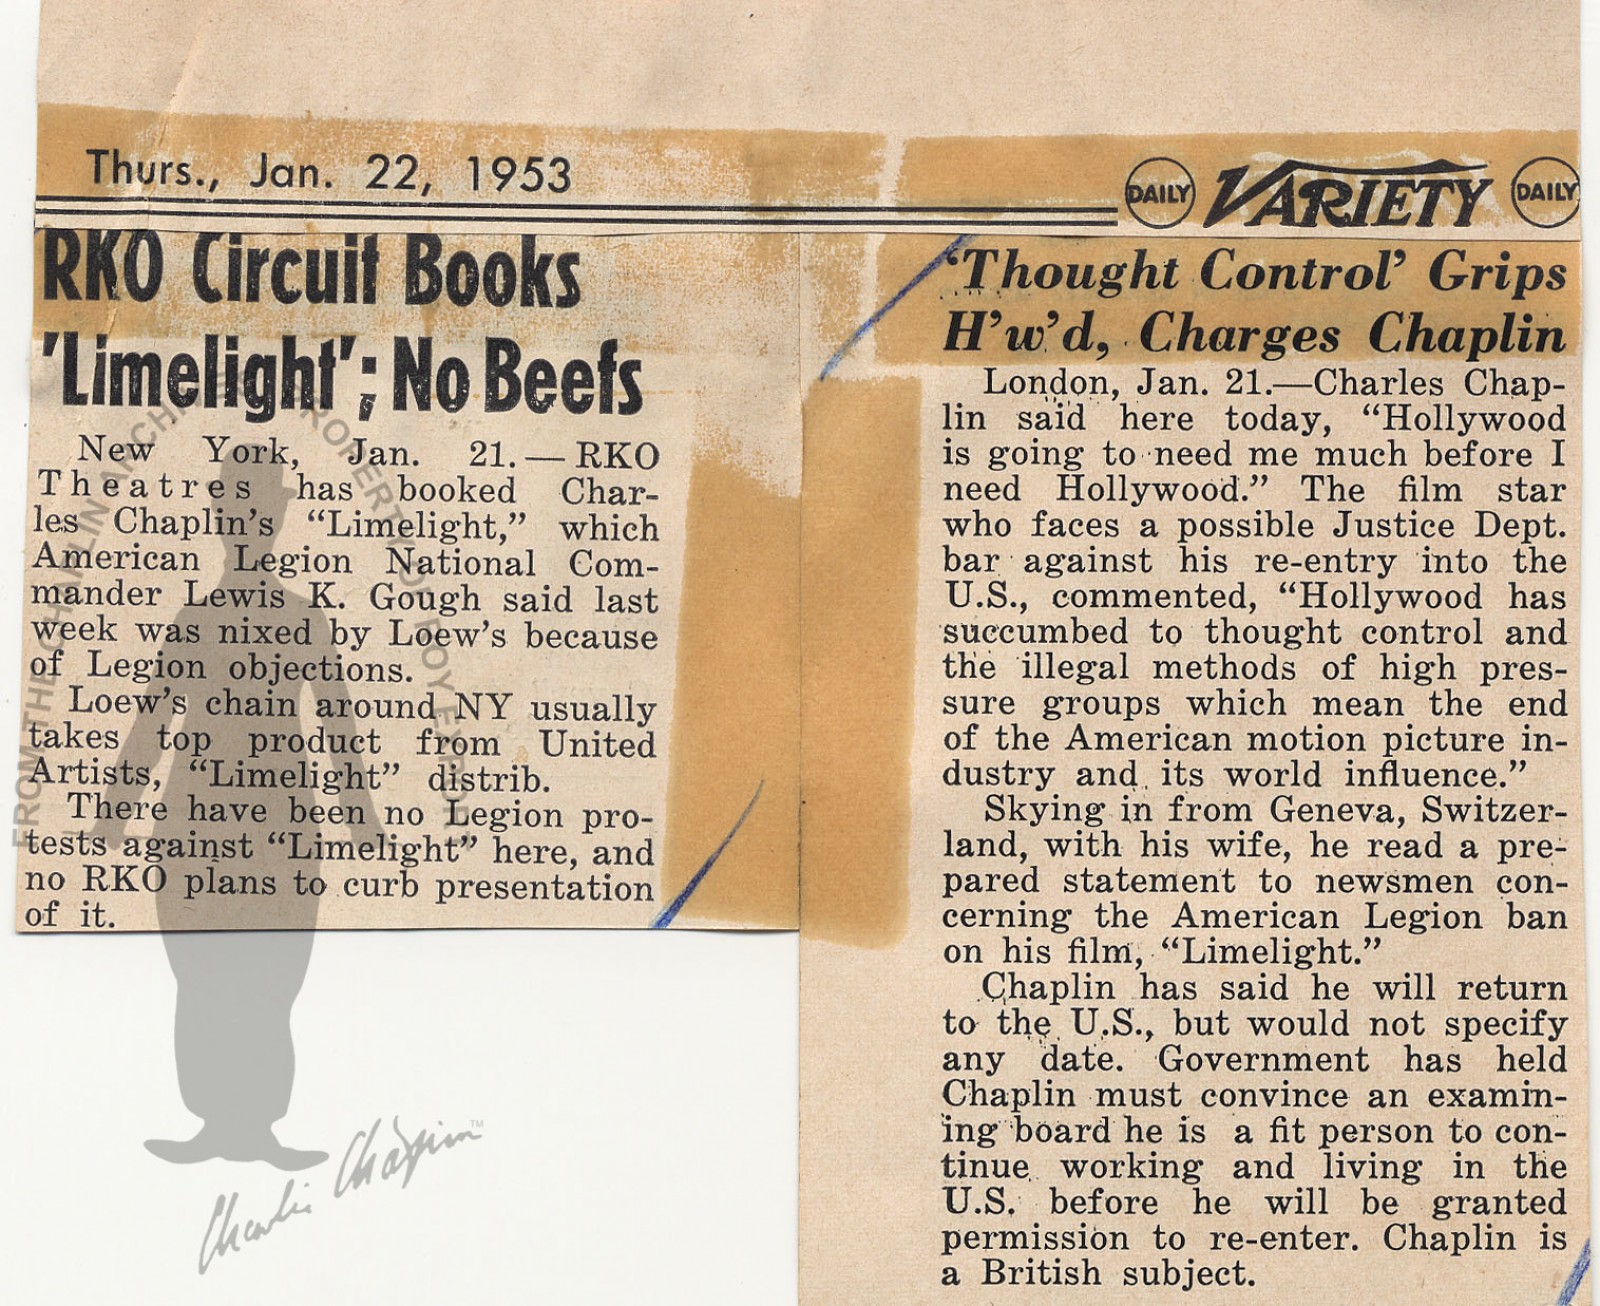 Thurs., Jan. 22, 1953
DAILY VARIETY DAILY
RKO Circuit Books
'Limelight'; No Beefs
New York, Jan. 21.—RKO
Theatres has booked Char-
les Chaplin's "Limelight," which
American Legion National Com-
mander Lewis K. Gough said last
week was nixed by Loew's because
of Legion objections.
Loew's chain around NY usually
takes top product from United
Artists, "Limelight" distrib.
There have been no Legion pro-
tests against "Limelight" here, and
no RKO plans to curb presentation
of it.
'Thought Control' Grips
H'w'd, Charges Chaplin
London, Jan. 21.—Charles Chap-
lin said here today, "Hollywood
is going to need me much before I
need Hollywood." The film star
who faces a possible Justice Dept.
bar against his re-entry into the
U.S., commented, "Hollywood has
succumbed to thought control and
the illegal methods of high pres-
sure groups which mean the end
of the American motion picture in-
dustry and its world influence."
Skying in from Geneva, Switzer-
land, with his wife, he read a pre-
pared statement to newsmen con-
cerning the American Legion ban
on his film, "Limelight."
Chaplin has said he will return
to the U.S., but would not specify
any date. Government has held
Chaplin must convince an examin-
ing board he is a fit person to con-
tinue working and living in the
U.S. before he will be granted
permission to re-enter. Chaplin is
a British subject.
FROM THE CHAPLIN ARCHIVES PROPERTY OF ROY EXPORT
Charlie Chaplin™